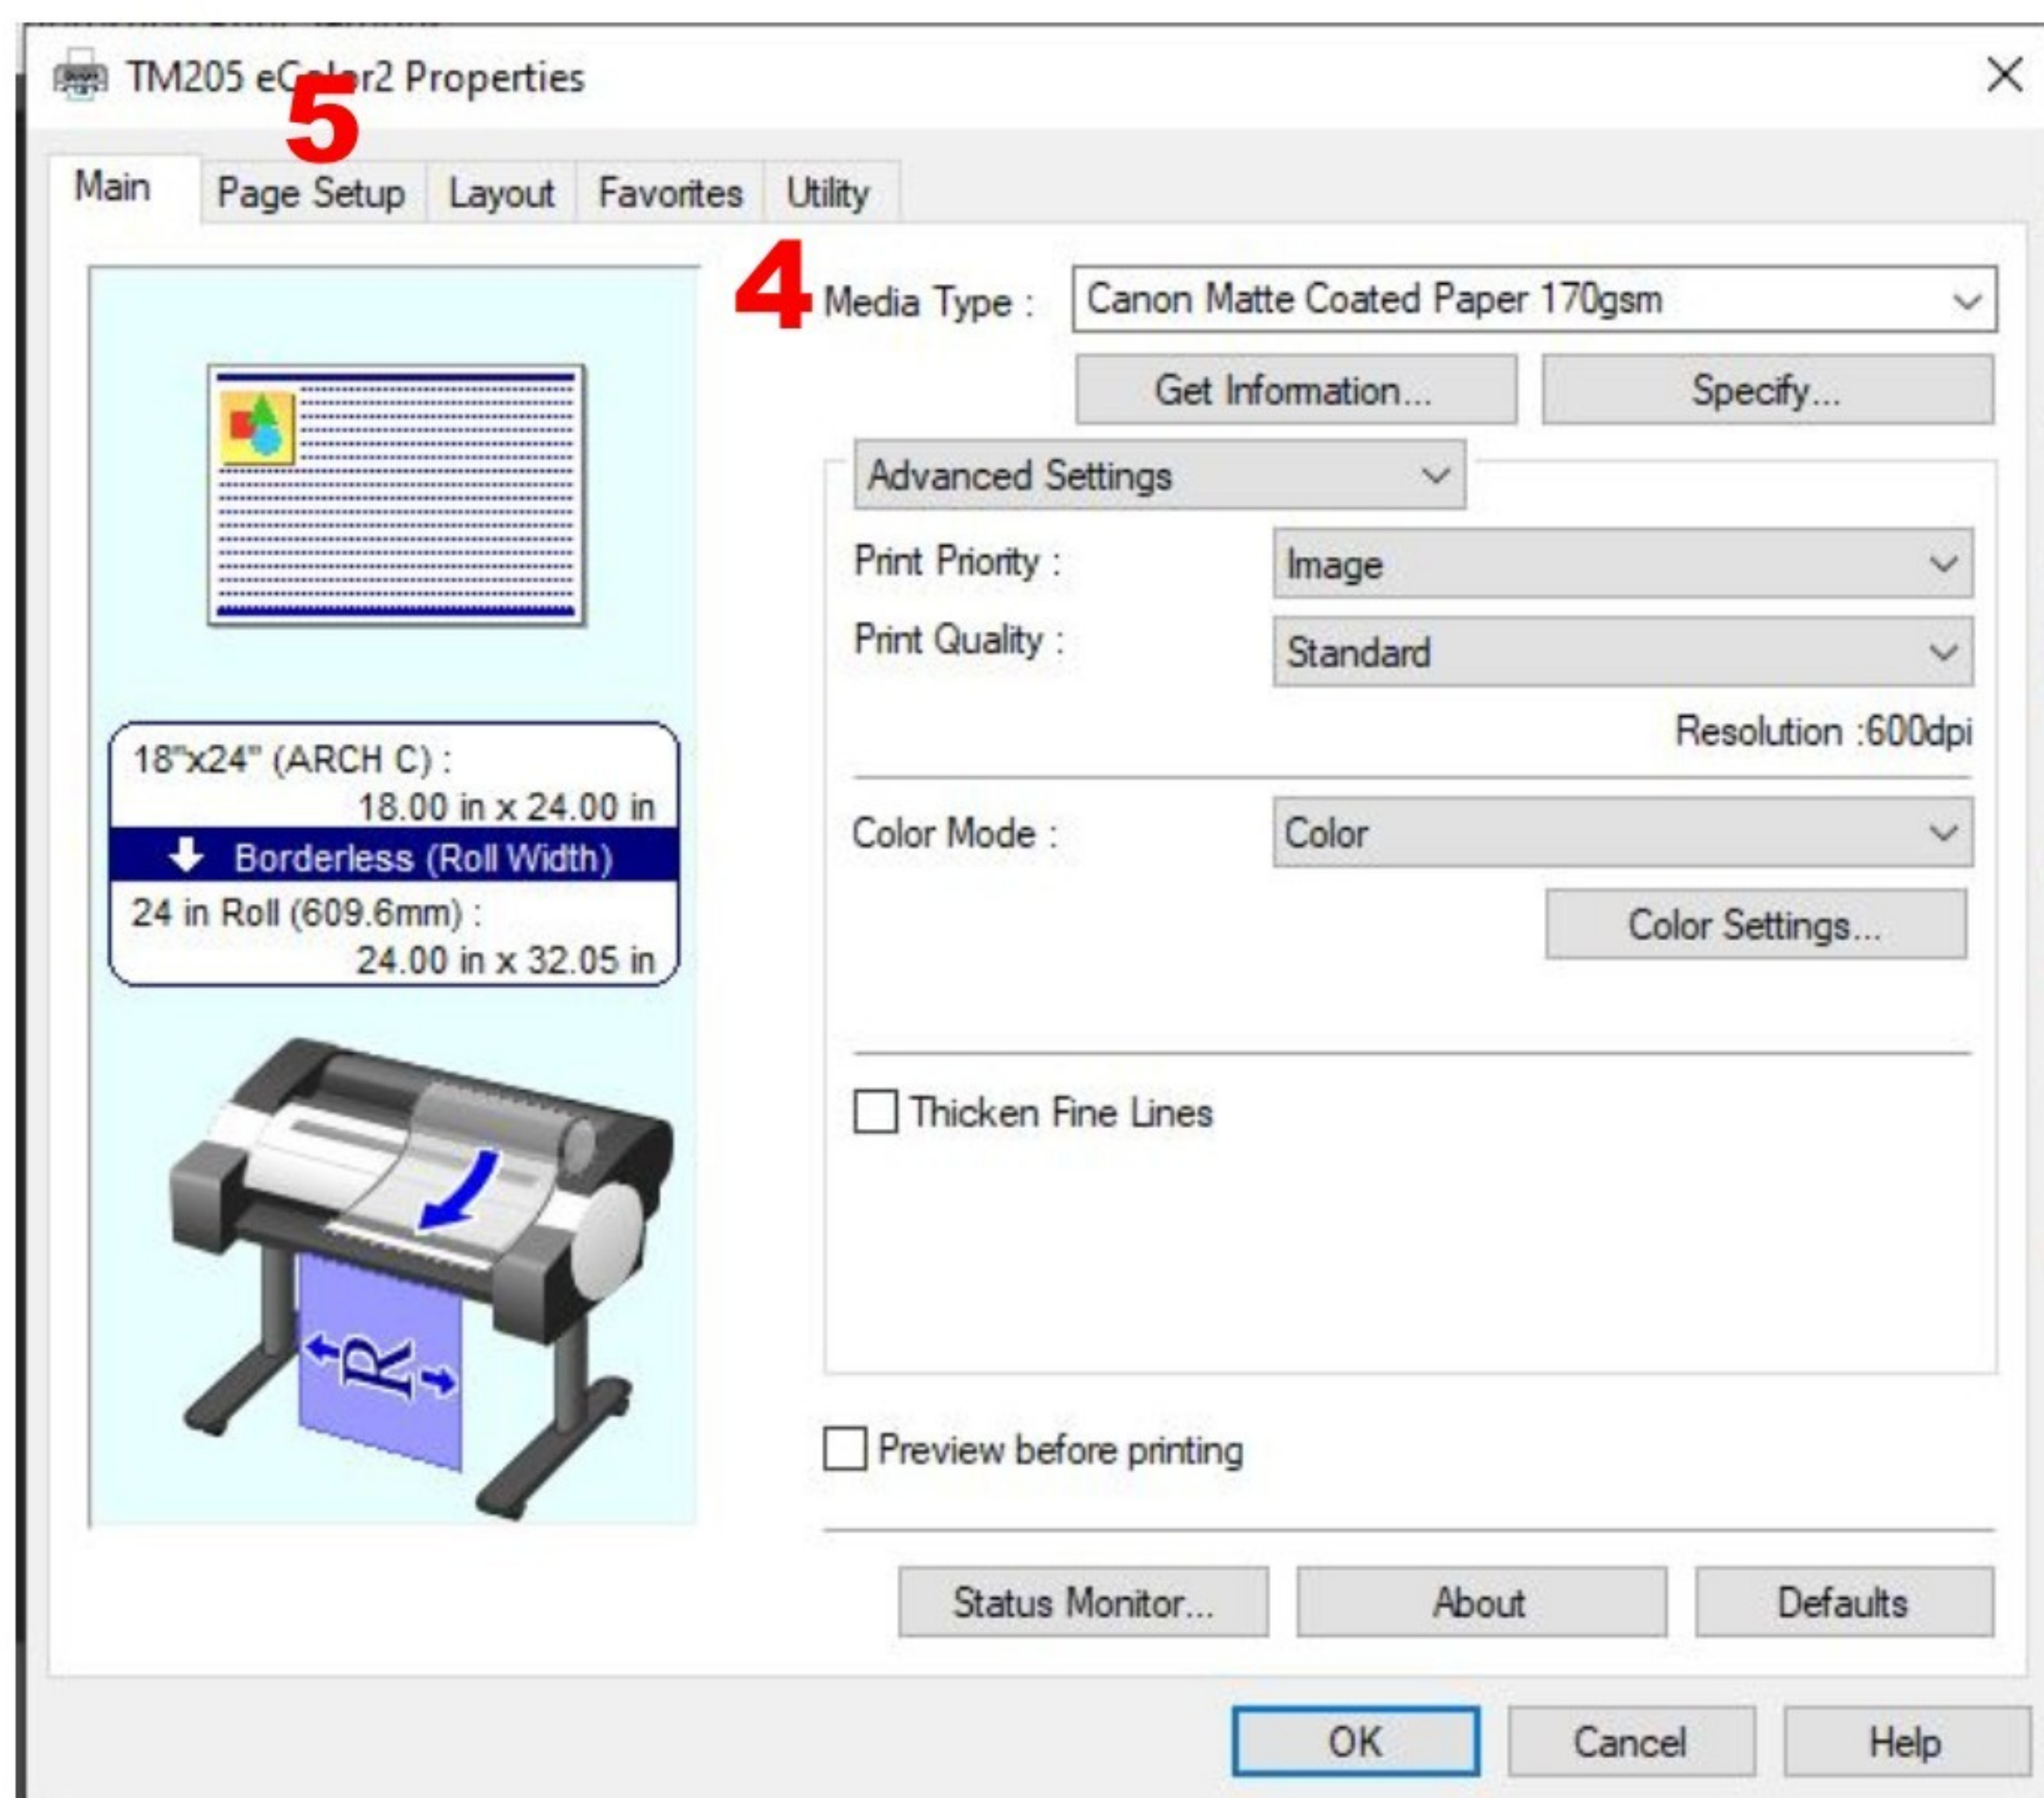 TM205 eColor2 Properties
5
Main Page Setup Layout Favorites Utility
4 Media Type : Canon Matte Coated Paper 170gsm
Get Information... Specify...
Advanced Settings
Print Priority : Image
Print Quality : Standard
Resolution :600dpi
Color Mode : Color
Color Settings...
Thicken Fine Lines
Preview before printing
18"x24" (ARCH C) :
18.00 in x 24.00 in
Borderless (Roll Width)
24 in Roll (609.6mm) :
24.00 in x 32.05 in
R
Status Monitor... About Defaults
OK Cancel Help